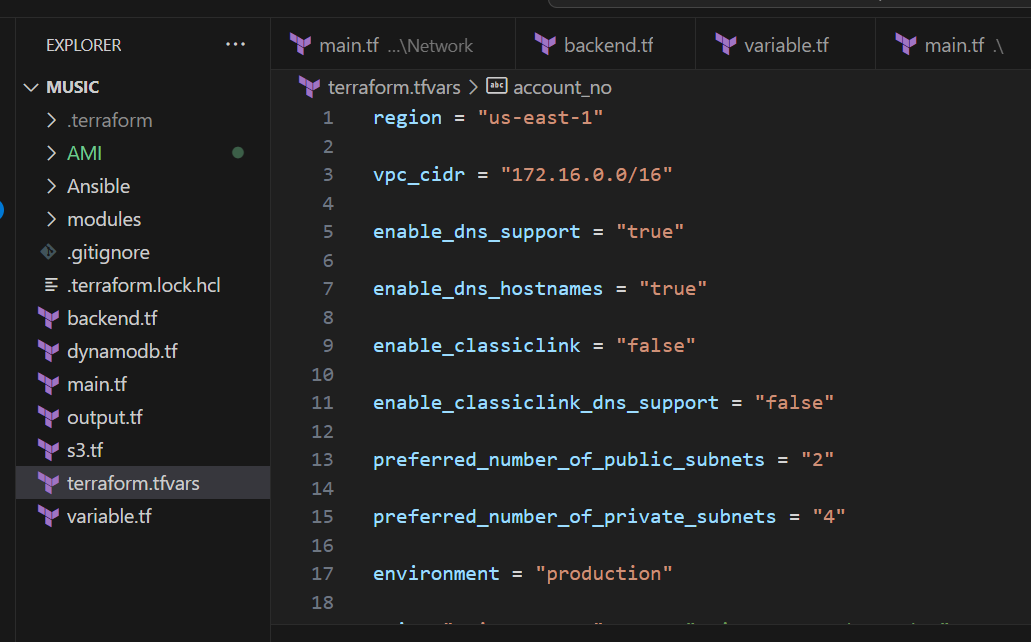 EXPLORER ...
MUSIC
.terraform
AMI
Ansible
modules
.gitignore
.terraform.lock.hcl
backend.tf
dynamodb.tf
main.tf
output.tf
s3.tf
terraform.tfvars
variable.tf
main.tf ...\Network backend.tf variable.tf main.tf .\
terraform.tfvars > abc account_no
1 region = "us-east-1"
2
3 vpc_cidr = "172.16.0.0/16"
4
5 enable_dns_support = "true"
6
7 enable_dns_hostnames = "true"
8
9 enable_classiclink = "false"
10
11 enable_classiclink_dns_support = "false"
12
13 preferred_number_of_public_subnets = "2"
14
15 preferred_number_of_private_subnets = "4"
16
17 environment = "production"
18